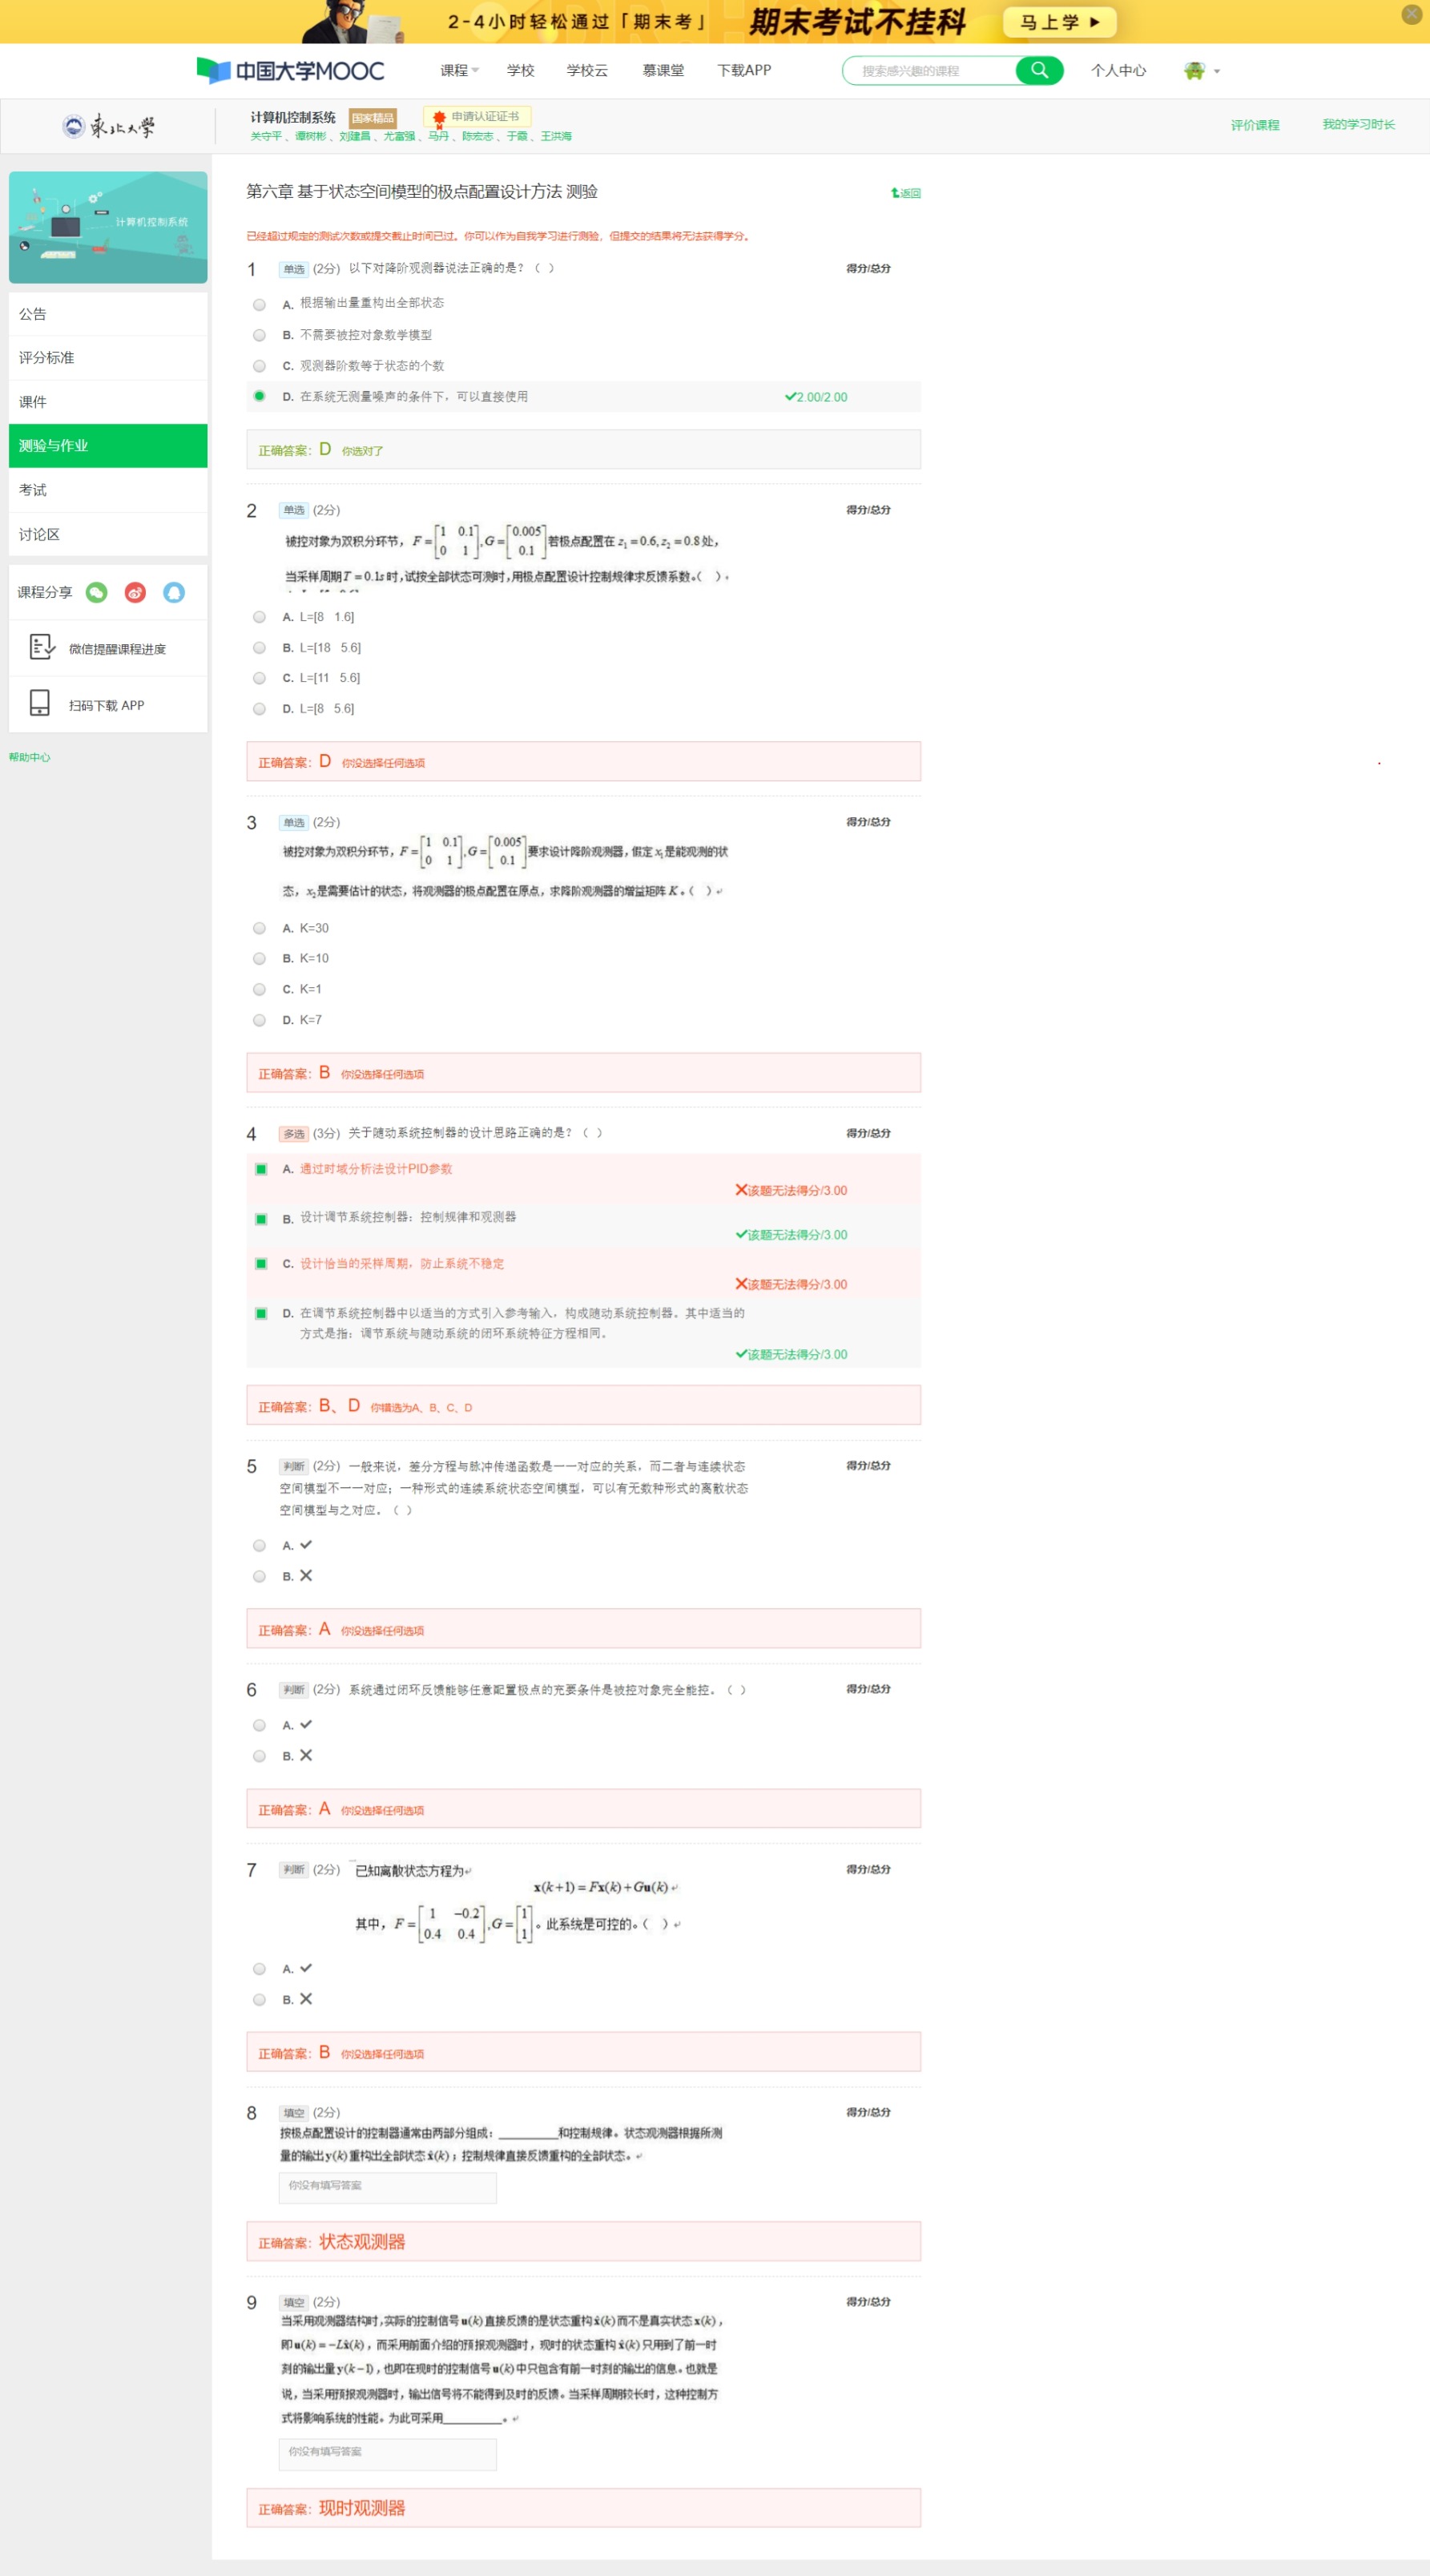 2-4小时轻松通过「期末考」 期末考试不挂科 马上学 ▶
中国大学MOOC 课程 学校 学校云 慕课堂 下载APP 搜索感兴趣的课程 个人中心
东北大学 计算机控制系统 国家精品 申请认证证书
关守平 、谭树彬 、刘建昌 、尤富强 、马丹 、陈宏志 、于霞 、王洪海 评价课程 我的学习时长
计算机控制系统
公告
评分标准
课件
测验与作业
考试
讨论区
课程分享
微信提醒课程进度
扫码下载 APP
帮助中心
第六章 基于状态空间模型的极点配置设计方法 测验 返回
已经超过规定的测试次数或提交截止时间已过。你可以作为自我学习进行测验，但提交的结果将无法获得学分。
1 单选 (2分) 以下对降阶观测器说法正确的是？（ ） 得分/总分
A. 根据输出量重构出全部状态
B. 不需要被控对象数学模型
C. 观测器阶数等于状态的个数
D. 在系统无测量噪声的条件下，可以直接使用 ✔2.00/2.00
正确答案：D 你选对了
2 单选 (2分) 得分/总分
被控对象为双积分环节，F=[1 0.1; 0 1], G=[0.005; 0.1]若极点配置在 z₁=0.6, z₂=0.8 处，
当采样周期T=0.1s 时，试按全部状态可测时，用极点配置设计控制规律求反馈系数。( )
A. L=[8 1.6]
B. L=[18 5.6]
C. L=[11 5.6]
D. L=[8 5.6]
正确答案：D 你没选择任何选项
3 单选 (2分) 得分/总分
被控对象为双积分环节，F=[1 0.1; 0 1], G=[0.005; 0.1]要求设计降阶观测器，假定 x₁是能观测的状
态，x₂是需要估计的状态，将观测器的极点配置在原点，求降阶观测器的增益矩阵 K 。( )
A. K=30
B. K=10
C. K=1
D. K=7
正确答案：B 你没选择任何选项
4 多选 (3分) 关于随动系统控制器的设计思路正确的是？（ ） 得分/总分
A. 通过时域分析法设计PID参数
✘该题无法得分/3.00
B. 设计调节系统控制器：控制规律和观测器
✔该题无法得分/3.00
C. 设计恰当的采样周期，防止系统不稳定
✘该题无法得分/3.00
D. 在调节系统控制器中以适当的方式引入参考输入，构成随动系统控制器。其中适当的
方式是指：调节系统与随动系统的闭环系统特征方程相同。
✔该题无法得分/3.00
正确答案：B、D 你错选为A、B、C、D
5 判断 (2分) 一般来说，差分方程与脉冲传递函数是一一对应的关系，而二者与连续状态 得分/总分
空间模型不一一对应；一种形式的连续系统状态空间模型，可以有无数种形式的离散状态
空间模型与之对应。（ ）
A. ✔
B. ✘
正确答案：A 你没选择任何选项
6 判断 (2分) 系统通过闭环反馈能够任意配置极点的充要条件是被控对象完全能控。（ ） 得分/总分
A. ✔
B. ✘
正确答案：A 你没选择任何选项
7 判断 (2分) 已知离散状态方程为 得分/总分
x(k+1)=Fx(k)+Gu(k)
其中，F=[1 −0.2; 0.4 0.4], G=[1; 1] 。此系统是可控的。( )
A. ✔
B. ✘
正确答案：B 你没选择任何选项
8 填空 (2分) 得分/总分
按极点配置设计的控制器通常由两部分组成：__________和控制规律。状态观测器根据所测
量的输出y(k)重构出全部状态x̂(k)；控制规律直接反馈重构的全部状态。
你没有填写答案
正确答案：状态观测器
9 填空 (2分) 得分/总分
当采用观测器结构时，实际的控制信号u(k)直接反馈的是状态重构x̂(k)而不是真实状态x(k)，
即u(k)=−Lx̂(k)，而采用前面介绍的预报观测器时，现时的状态重构x̂(k)只用到了前一时
刻的输出量y(k−1)，也即在现时的控制信号u(k)中只包含有前一时刻的输出的信息。也就是
说，当采用预报观测器时，输出信号将不能得到及时的反馈。当采样周期较长时，这种控制方
式将影响系统的性能。为此可采用__________。
你没有填写答案
正确答案：现时观测器